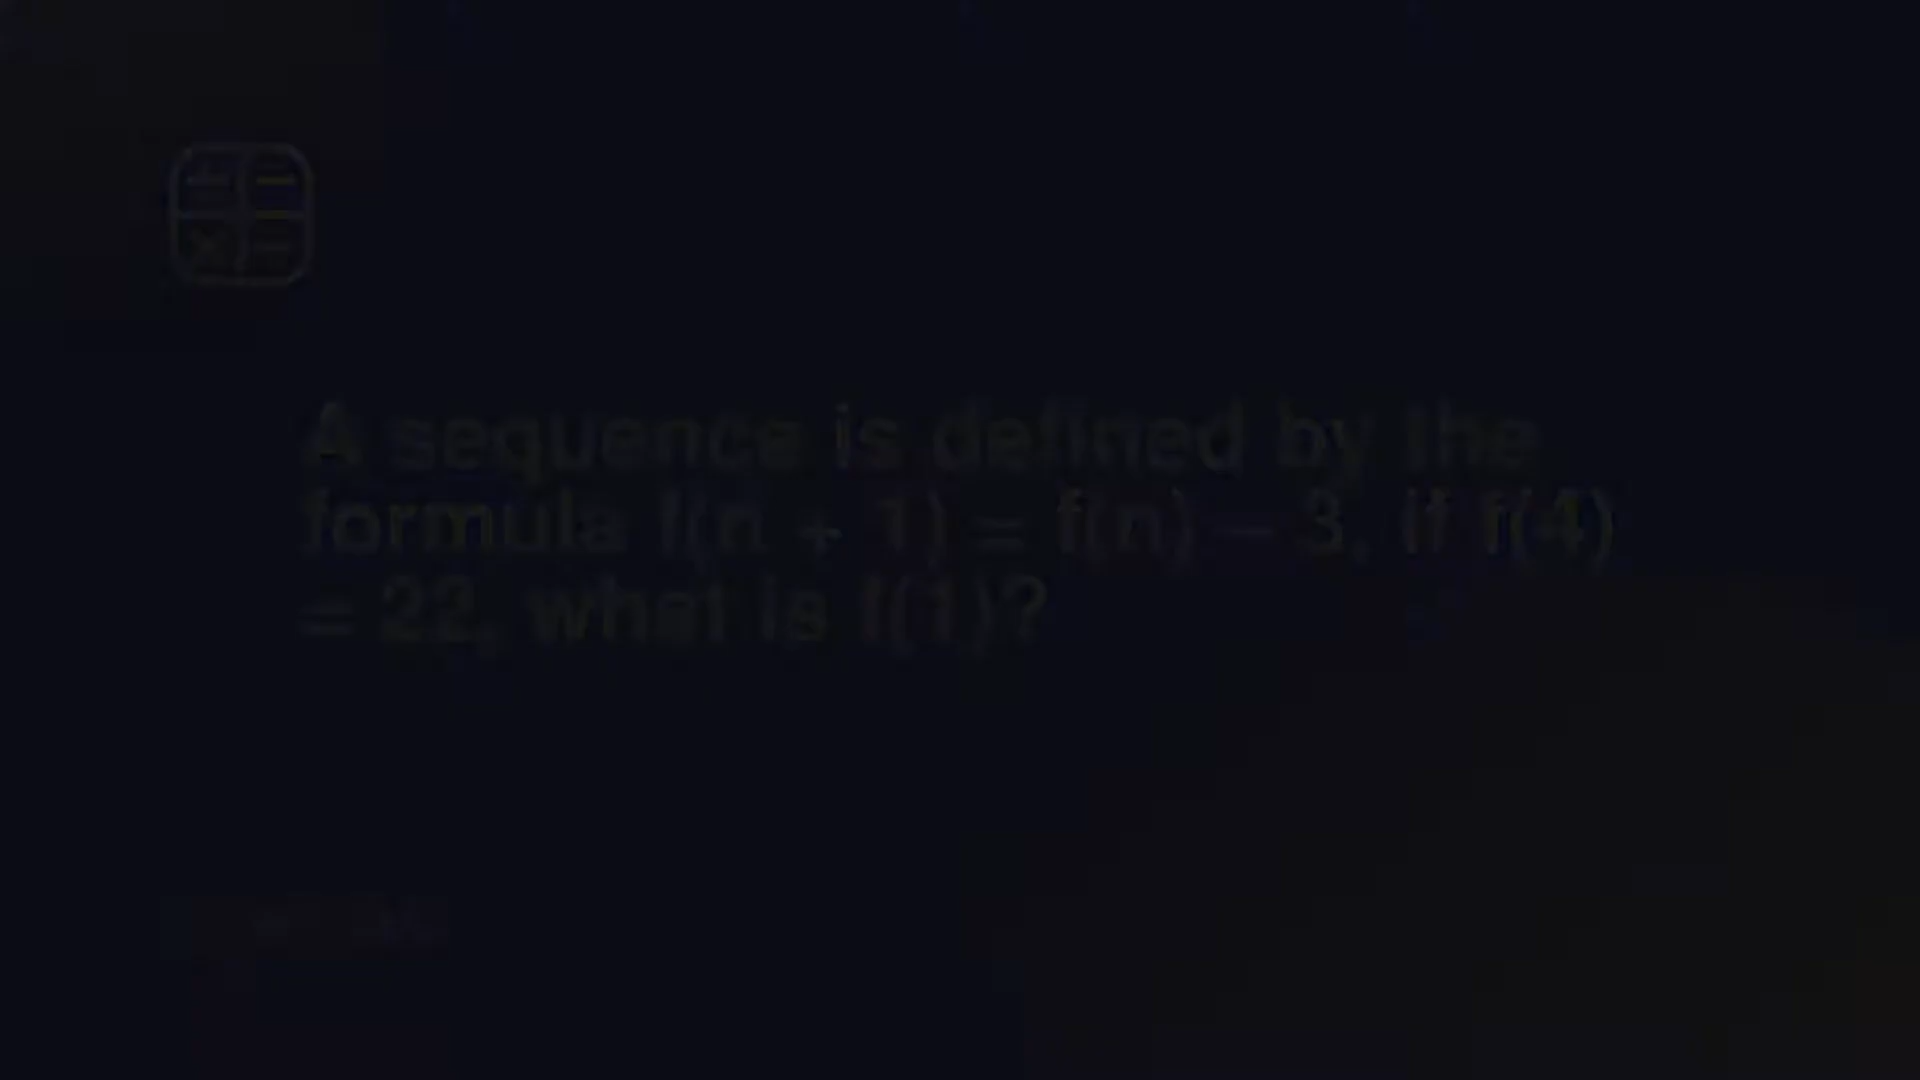 A sequence is defined by the
formula f(n + 1) = f(n) – 3, if f(4)
= 22, what is f(1)?